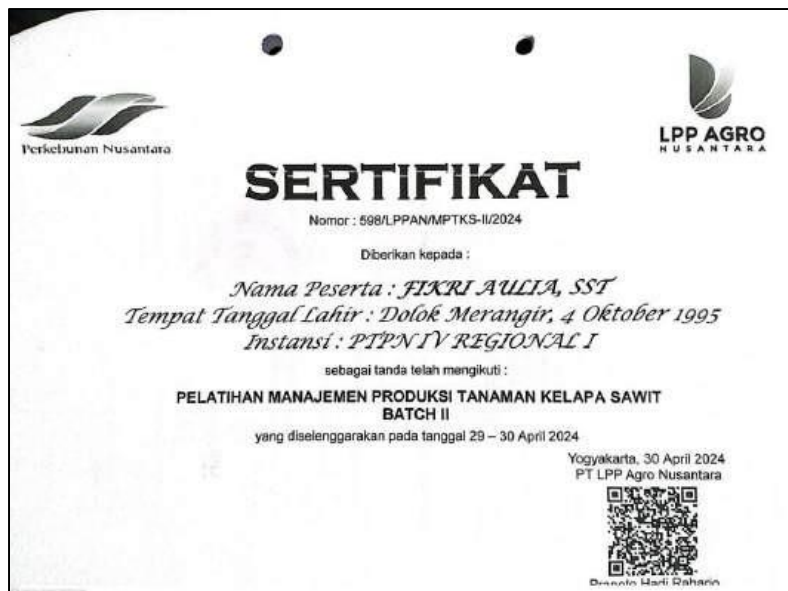 Perkebunan Nusantara
LPP AGRO
NUSANTARA
SERTIFIKAT
Nomor : 598/LPPAN/MPTKS-II/2024
Diberikan kepada :
Nama Peserta : FIKRI AULIA, SST
Tempat Tanggal Lahir : Dolok Merangir, 4 Oktober 1995
Instansi : PTPN IV REGIONAL I
sebagai tanda telah mengikuti :
PELATIHAN MANAJEMEN PRODUKSI TANAMAN KELAPA SAWIT
BATCH II
yang diselenggarakan pada tanggal 29 – 30 April 2024
Yogyakarta, 30 April 2024
PT LPP Agro Nusantara
Pranoto Hadi Raharjo